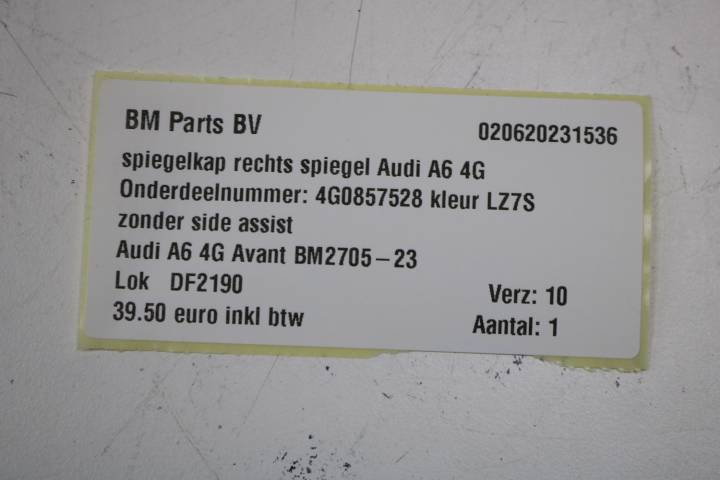 BM Parts BV 020620231536
spiegelkap rechts spiegel Audi A6 4G
Onderdeelnummer: 4G0857528 kleur LZ7S
zonder side assist
Audi A6 4G Avant BM2705-23
Lok DF2190 Verz: 10
39.50 euro inkl btw Aantal: 1